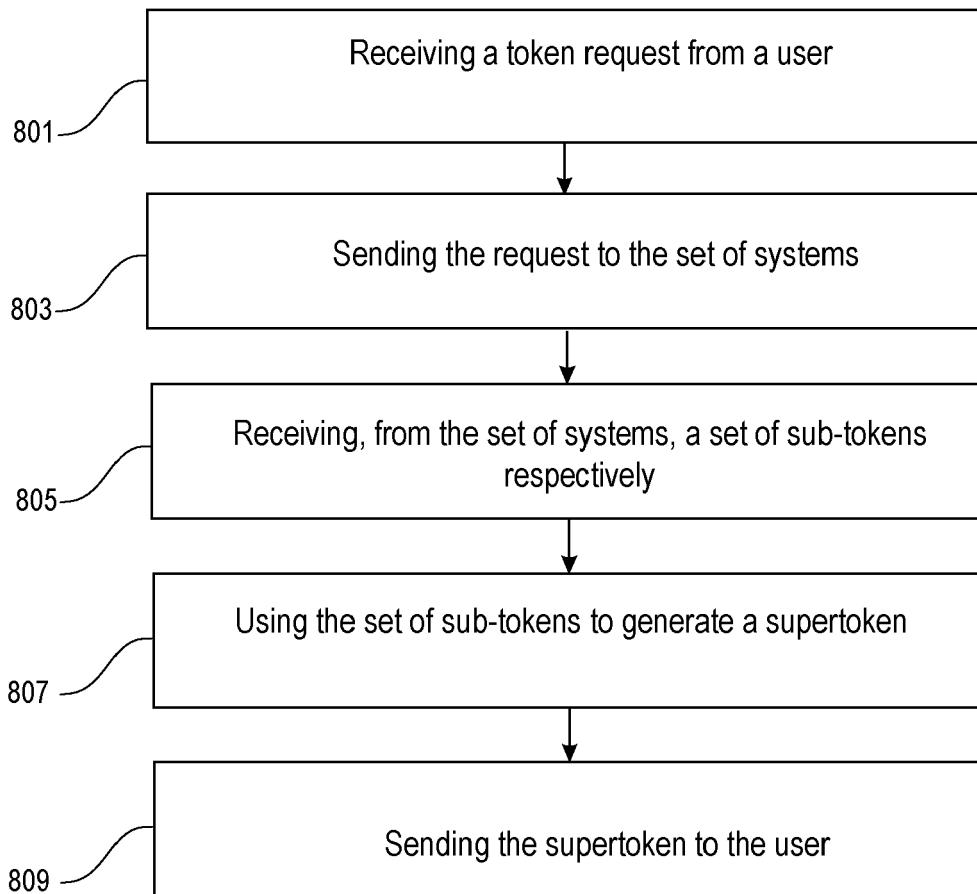 Receiving a token request from a user
801
Sending the request to the set of systems
803
Receiving, from the set of systems, a set of sub-tokens
respectively
805
Using the set of sub-tokens to generate a supertoken
807
Sending the supertoken to the user
809